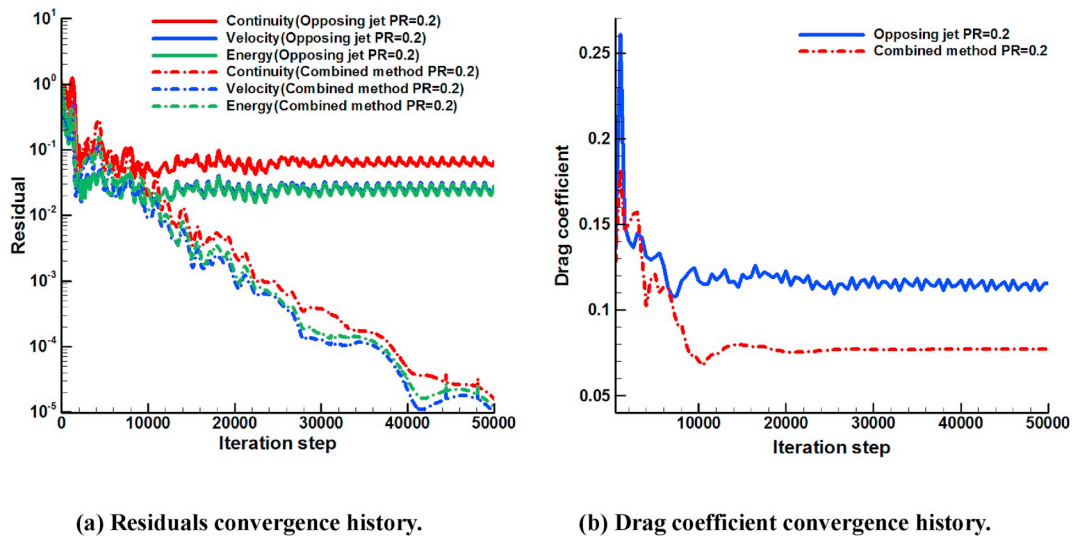 Continuity(Opposing jet PR=0.2)
Velocity(Opposing jet PR=0.2)
Energy(Opposing jet PR=0.2)
Continuity(Combined method PR=0.2)
Velocity(Combined method PR=0.2)
Energy(Combined method PR=0.2)
10^1
10^0
10^-1
10^-2
10^-3
10^-4
10^-5
Residual
0 10000 20000 30000 40000 50000
Iteration step
(a) Residuals convergence history.
Opposing jet PR=0.2
Combined method PR=0.2
0.25
0.2
0.15
0.1
0.05
Drag coefficient
10000 20000 30000 40000 50000
Iteration step
(b) Drag coefficient convergence history.